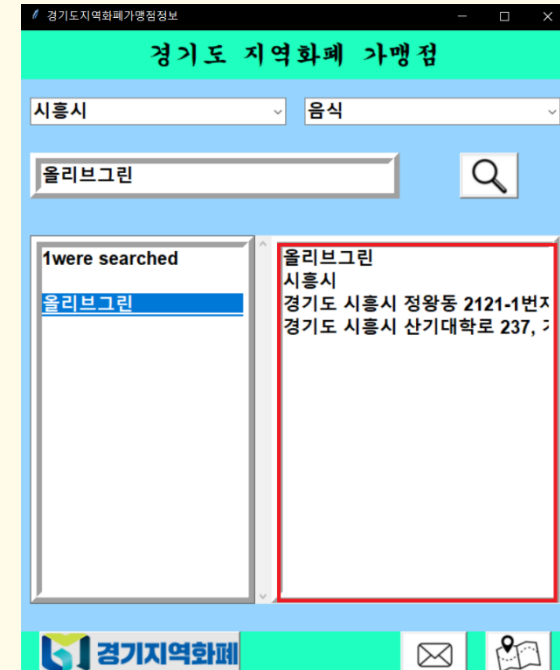 경기도지역화폐가맹점정보
경기도 지역화폐 가맹점
시흥시
음식
올리브그린
1were searched
올리브그린
올리브그린
시흥시
경기도 시흥시 정왕동 2121-1번지
경기도 시흥시 산기대학로 237,
경기지역화폐